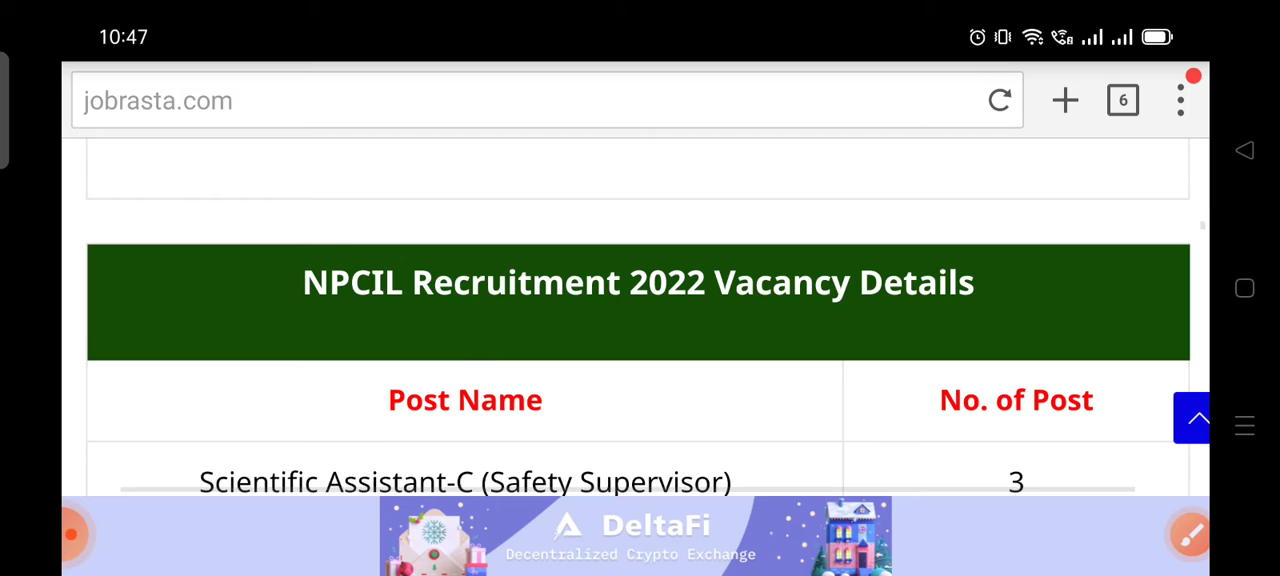 10:47
jobrasta.com
6
NPCIL Recruitment 2022 Vacancy Details
Post Name
No. of Post
Scientific Assistant-C (Safety Supervisor)
3
DeltaFi
Decentralized Crypto Exchange